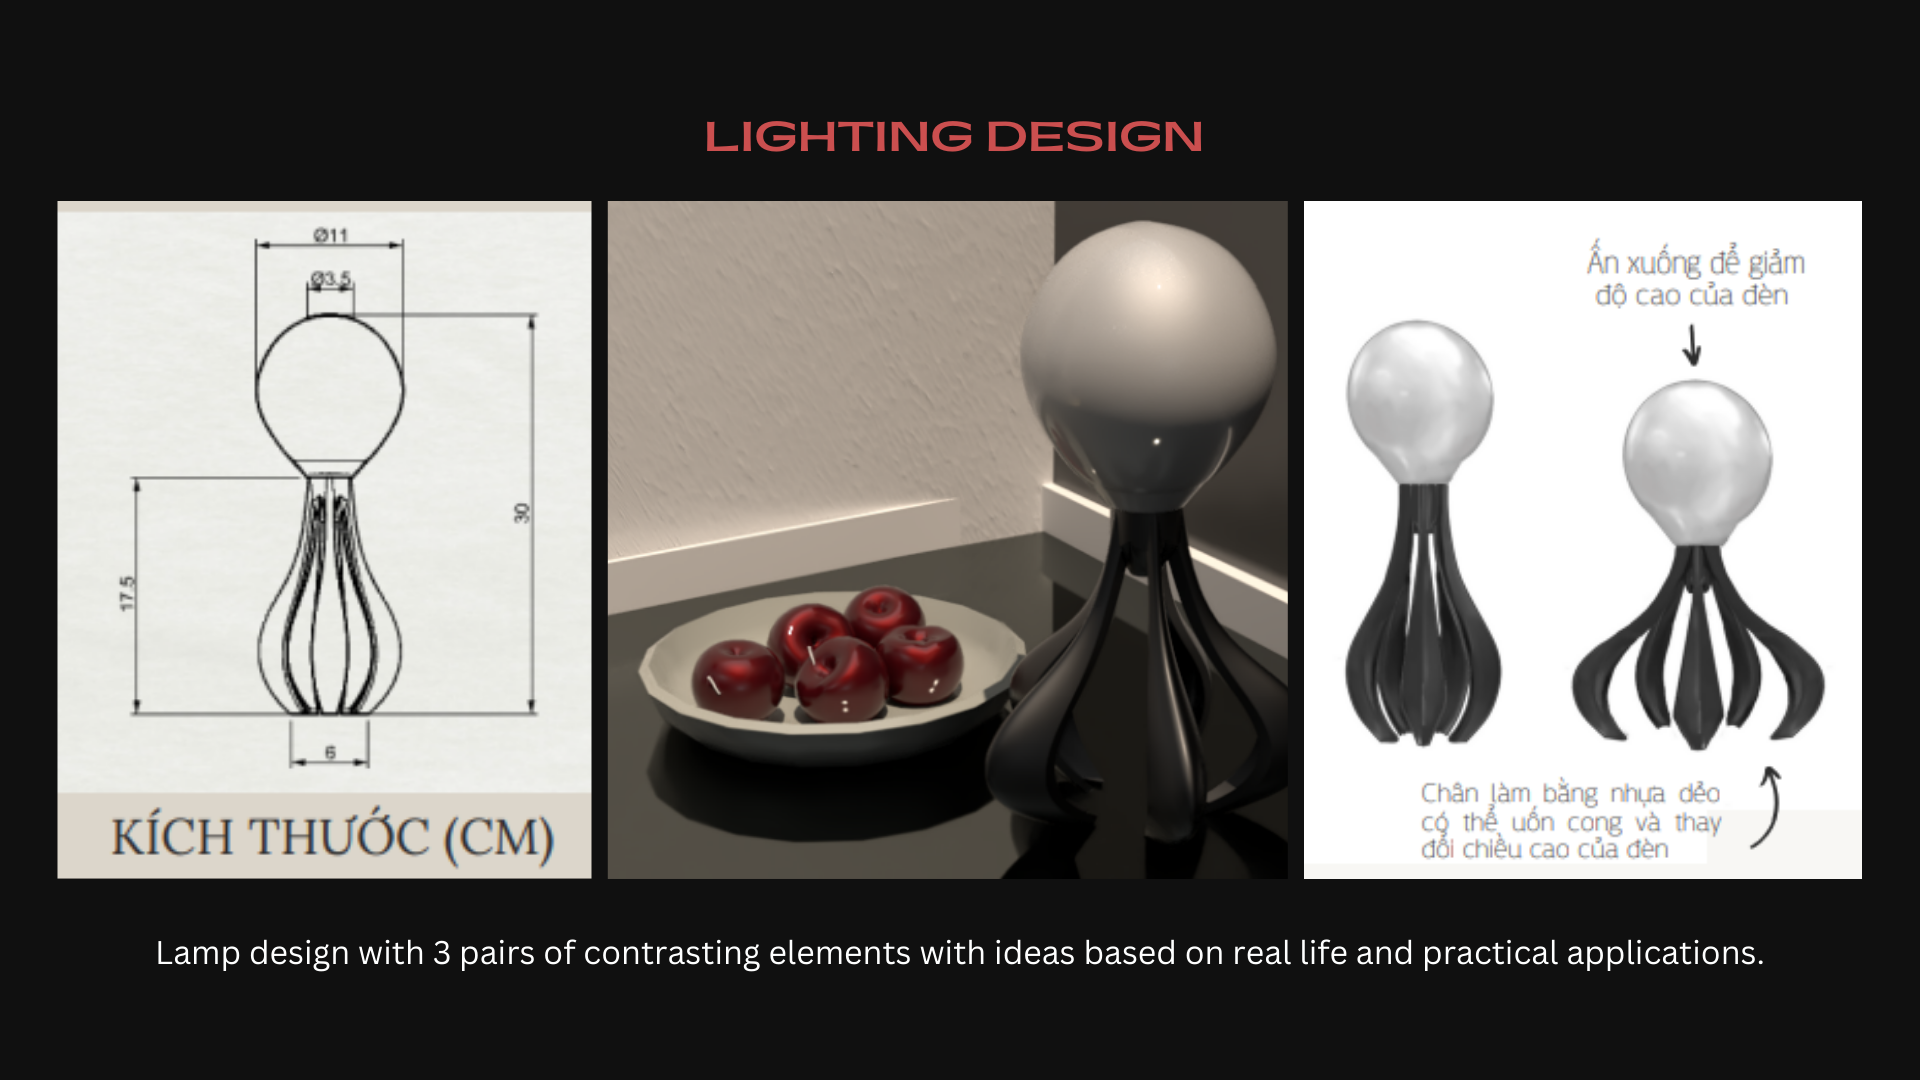 LIGHTING DESIGN
Ø11
Ø3.5
30
17.5
6
KÍCH THƯỚC (CM)
Ấn xuống để giảm
độ cao của đèn
Chân làm bằng nhựa dẻo
có thể uốn cong và thay
đổi chiều cao của đèn
Lamp design with 3 pairs of contrasting elements with ideas based on real life and practical applications.